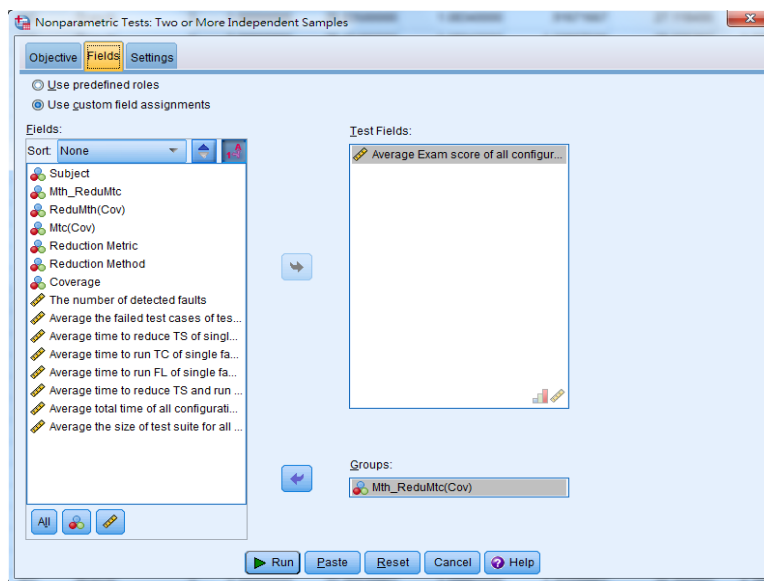 Nonparametric Tests: Two or More Independent Samples
Objective Fields Settings
Use predefined roles
Use custom field assignments
Fields:
Sort: None
Subject
Mth_ReduMtc
ReduMth(Cov)
Mtc(Cov)
Reduction Metric
Reduction Method
Coverage
The number of detected faults
Average the failed test cases of tes...
Average time to reduce TS of singl...
Average time to run TC of single fa...
Average time to run FL of single fa...
Average time to reduce TS and run ...
Average total time of all configurati...
Average the size of test suite for all ...
All
Test Fields:
Average Exam score of all configur...
Groups:
Mth_ReduMtc(Cov)
Run Paste Reset Cancel Help